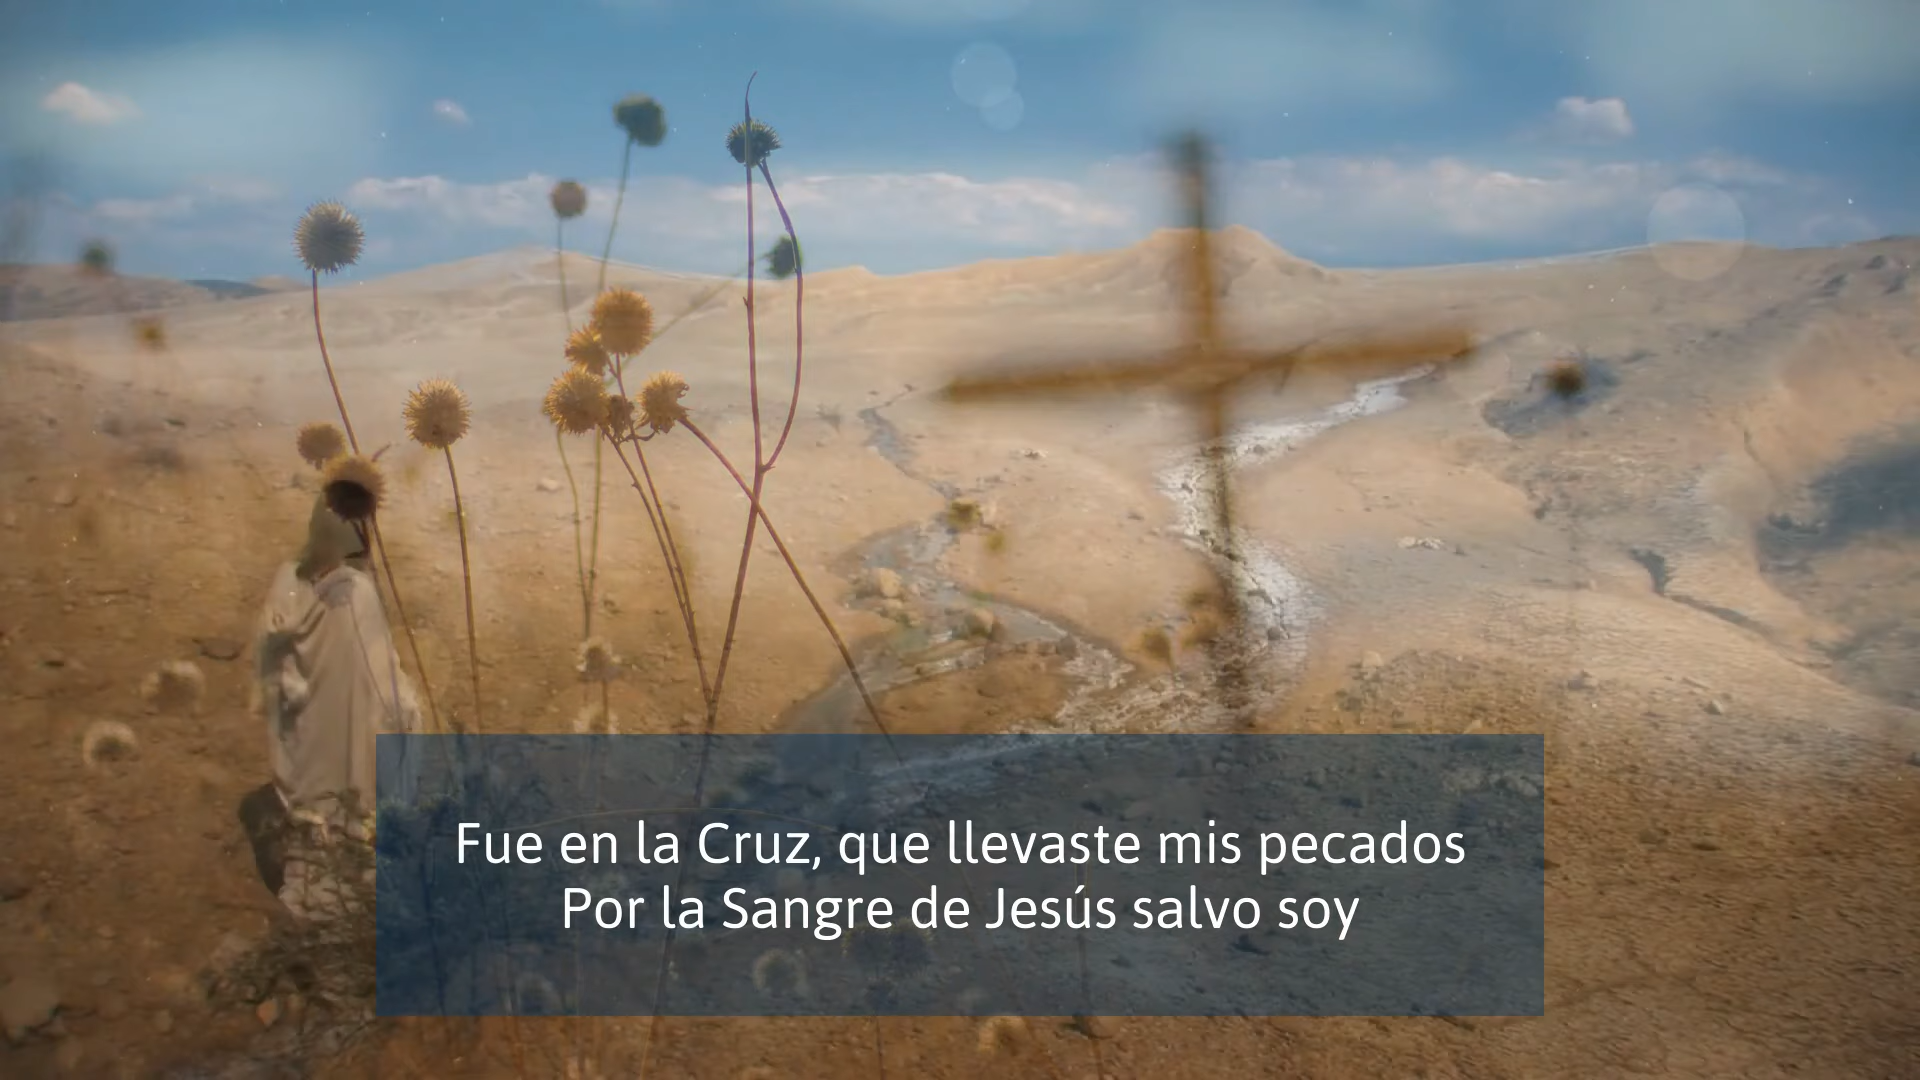 Fue en la Cruz, que llevaste mis pecados
Por la Sangre de Jesús salvo soy